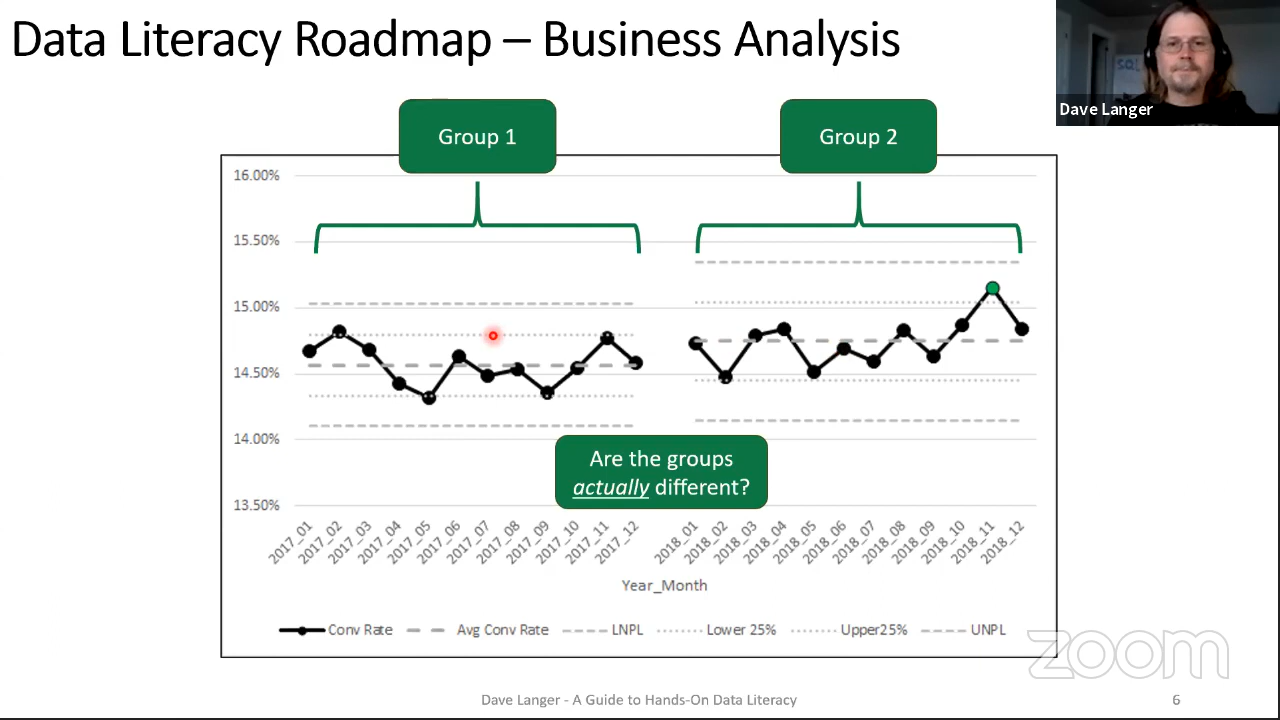 Data Literacy Roadmap – Business Analysis
Dave Langer
Group 1
Group 2
16.00%
15.50%
15.00%
14.50%
14.00%
13.50%
Are the groups
actually different?
2017_01
2017_02
2017_03
2017_04
2017_05
2017_06
2017_07
2017_08
2017_09
2017_10
2017_11
2017_12
2018_01
2018_02
2018_03
2018_04
2018_05
2018_06
2018_07
2018_08
2018_09
2018_10
2018_11
2018_12
Year_Month
Conv Rate
Avg Conv Rate
LNPL
Lower 25%
Upper25%
UNPL
zoom
Dave Langer - A Guide to Hands-On Data Literacy
6